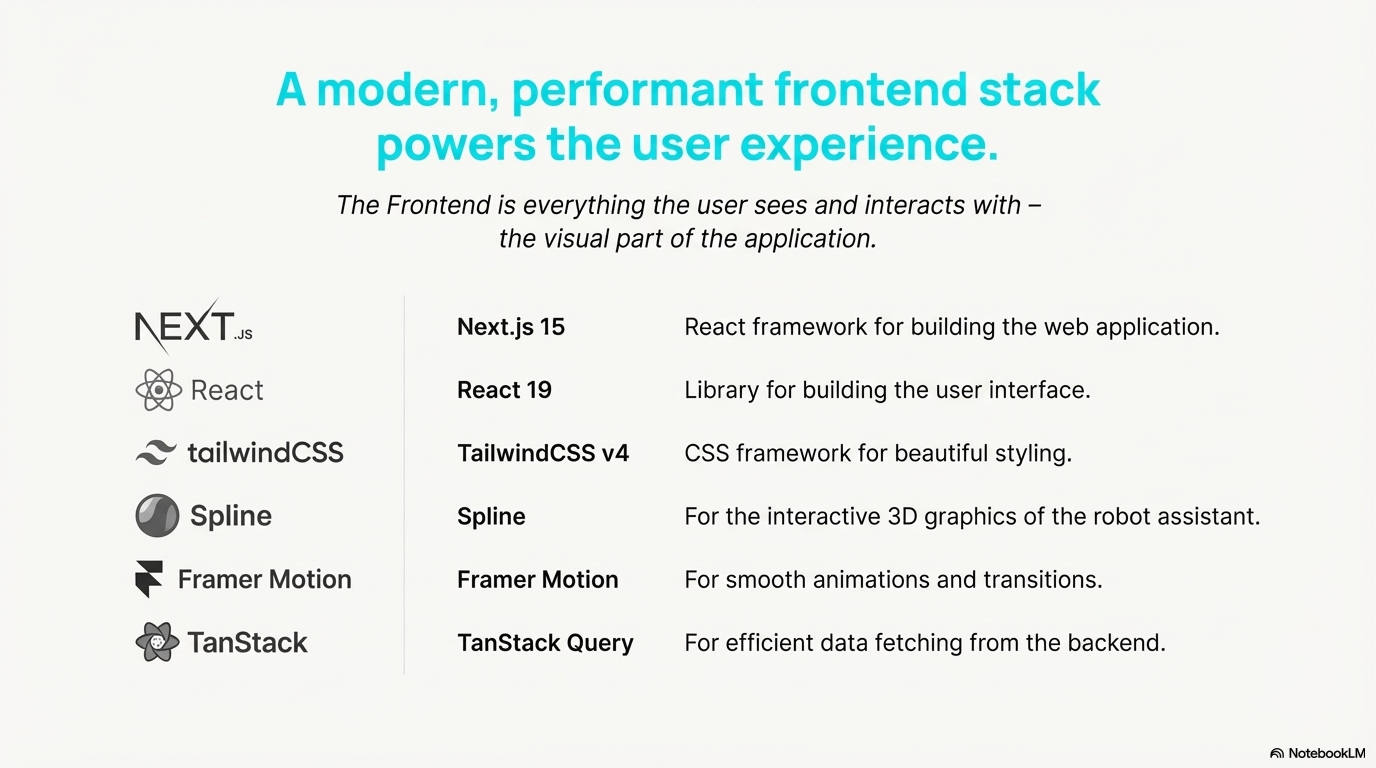 A modern, performant frontend stack
powers the user experience.
The Frontend is everything the user sees and interacts with –
the visual part of the application.
NEXT.JS Next.js 15 React framework for building the web application.
React React 19 Library for building the user interface.
tailwindCSS TailwindCSS v4 CSS framework for beautiful styling.
Spline Spline For the interactive 3D graphics of the robot assistant.
Framer Motion Framer Motion For smooth animations and transitions.
TanStack TanStack Query For efficient data fetching from the backend.
NotebookLM